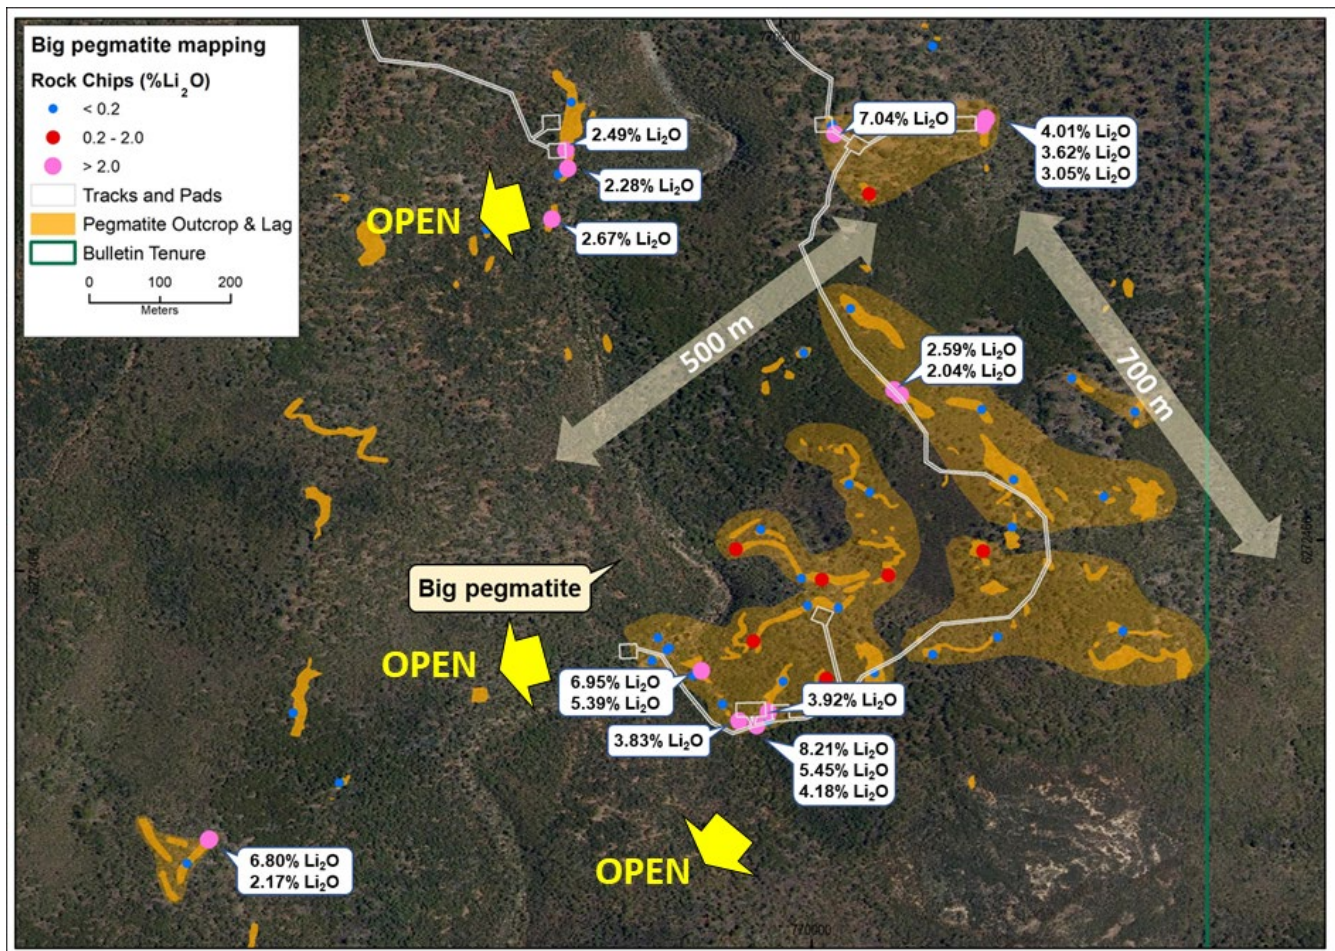 Big pegmatite mapping
Rock Chips (%Li₂O)
< 0.2
0.2 - 2.0
> 2.0
Tracks and Pads
Pegmatite Outcrop & Lag
Bulletin Tenure
0 100 200
Meters
2.49% Li₂O
2.28% Li₂O
OPEN
2.67% Li₂O
7.04% Li₂O
4.01% Li₂O
3.62% Li₂O
3.05% Li₂O
500 m
700 m
2.59% Li₂O
2.04% Li₂O
Big pegmatite
OPEN
6.95% Li₂O
5.39% Li₂O
3.92% Li₂O
3.83% Li₂O
8.21% Li₂O
5.45% Li₂O
4.18% Li₂O
OPEN
6.80% Li₂O
2.17% Li₂O
770000